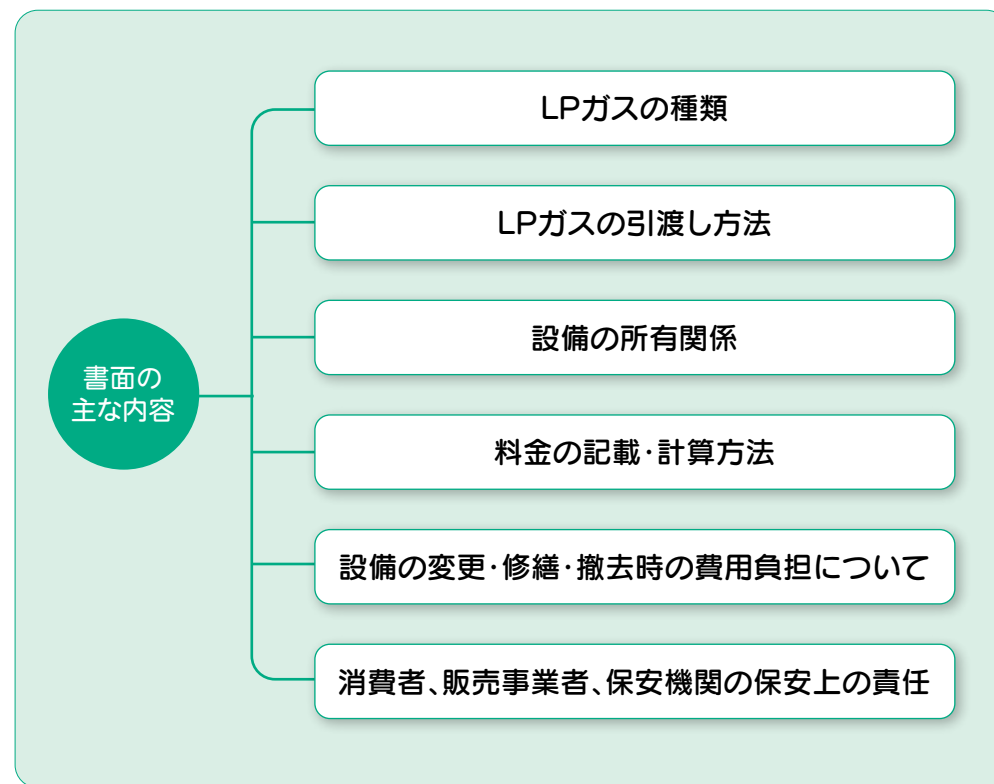 書面の
主な内容
LPガスの種類
LPガスの引渡し方法
設備の所有関係
料金の記載・計算方法
設備の変更・修繕・撤去時の費用負担について
消費者、販売事業者、保安機関の保安上の責任